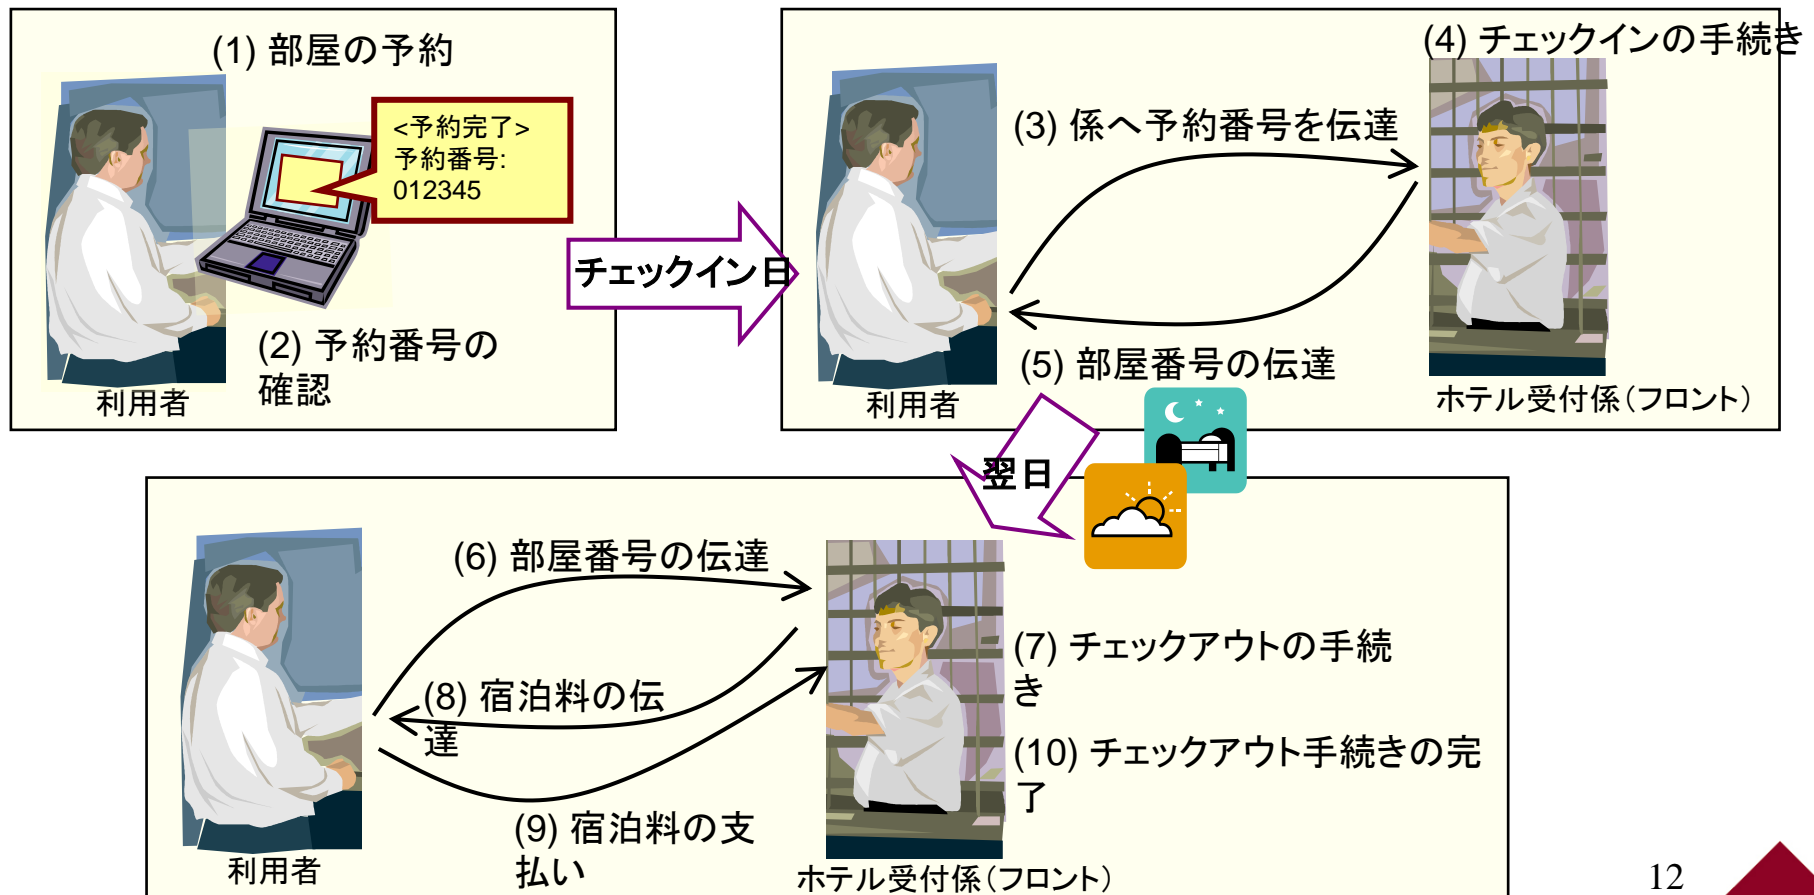 (1) 部屋の予約
<予約完了>
予約番号:
012345
(2) 予約番号の
確認
利用者
チェックイン日
(3) 係へ予約番号を伝達
(4) チェックインの手続き
(5) 部屋番号の伝達
利用者
ホテル受付係(フロント)
翌日
(6) 部屋番号の伝達
(7) チェックアウトの手続
き
(8) 宿泊料の伝
達
(9) 宿泊料の支
払い
(10) チェックアウト手続きの完
了
利用者
ホテル受付係(フロント)
12